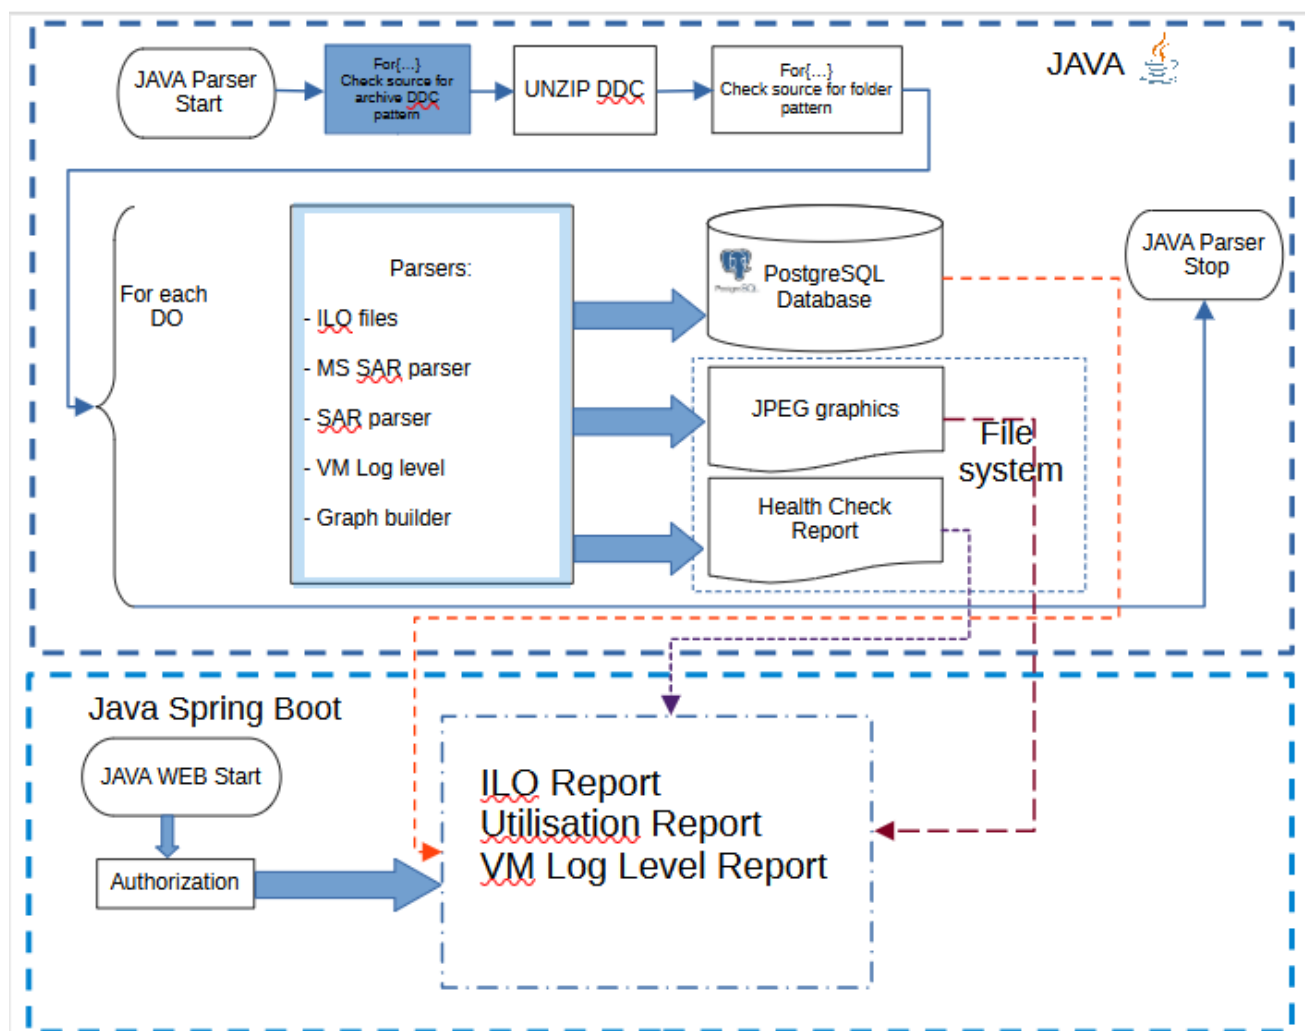 JAVA Parser
Start
For{...}
Check source for
archive DDC
pattern
UNZIP DDC
For{...}
Check source for folder
pattern
JAVA
For each
DO
Parsers:
- ILO files
- MS SAR parser
- SAR parser
- VM Log level
- Graph builder
PostgreSQL
PostgreSQL
Database
JAVA Parser
Stop
JPEG graphics
File
system
Health Check
Report
Java Spring Boot
JAVA WEB Start
Authorization
ILO Report
Utilisation Report
VM Log Level Report